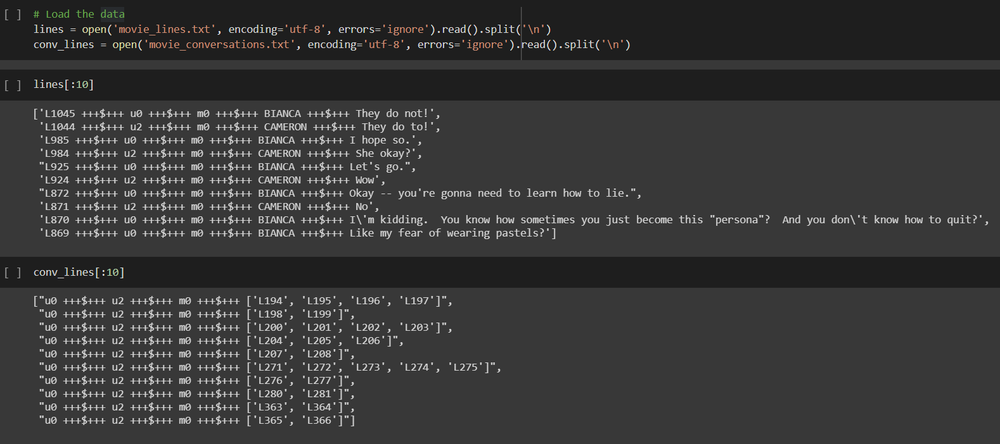 [ ] # Load the data
lines = open('movie_lines.txt', encoding='utf-8', errors='ignore').read().split('\n')
conv_lines = open('movie_conversations.txt', encoding='utf-8', errors='ignore').read().split('\n')
[ ] lines[:10]
['L1045 +++$+++ u0 +++$+++ m0 +++$+++ BIANCA +++$+++ They do not!',
'L1044 +++$+++ u2 +++$+++ m0 +++$+++ CAMERON +++$+++ They do to!',
'L985 +++$+++ u0 +++$+++ m0 +++$+++ BIANCA +++$+++ I hope so.',
'L984 +++$+++ u2 +++$+++ m0 +++$+++ CAMERON +++$+++ She okay?',
"L925 +++$+++ u0 +++$+++ m0 +++$+++ BIANCA +++$+++ Let's go.",
'L924 +++$+++ u2 +++$+++ m0 +++$+++ CAMERON +++$+++ Wow',
"L872 +++$+++ u0 +++$+++ m0 +++$+++ BIANCA +++$+++ Okay -- you're gonna need to learn how to lie.",
'L871 +++$+++ u2 +++$+++ m0 +++$+++ CAMERON +++$+++ No',
'L870 +++$+++ u0 +++$+++ m0 +++$+++ BIANCA +++$+++ I\'m kidding.  You know how sometimes you just become this "persona"?  And you don\'t know how to quit?',
'L869 +++$+++ u0 +++$+++ m0 +++$+++ BIANCA +++$+++ Like my fear of wearing pastels?']
[ ] conv_lines[:10]
["u0 +++$+++ u2 +++$+++ m0 +++$+++ ['L194', 'L195', 'L196', 'L197']",
"u0 +++$+++ u2 +++$+++ m0 +++$+++ ['L198', 'L199']",
"u0 +++$+++ u2 +++$+++ m0 +++$+++ ['L200', 'L201', 'L202', 'L203']",
"u0 +++$+++ u2 +++$+++ m0 +++$+++ ['L204', 'L205', 'L206']",
"u0 +++$+++ u2 +++$+++ m0 +++$+++ ['L207', 'L208']",
"u0 +++$+++ u2 +++$+++ m0 +++$+++ ['L271', 'L272', 'L273', 'L274', 'L275']",
"u0 +++$+++ u2 +++$+++ m0 +++$+++ ['L276', 'L277']",
"u0 +++$+++ u2 +++$+++ m0 +++$+++ ['L280', 'L281']",
"u0 +++$+++ u2 +++$+++ m0 +++$+++ ['L363', 'L364']",
"u0 +++$+++ u2 +++$+++ m0 +++$+++ ['L365', 'L366']"]